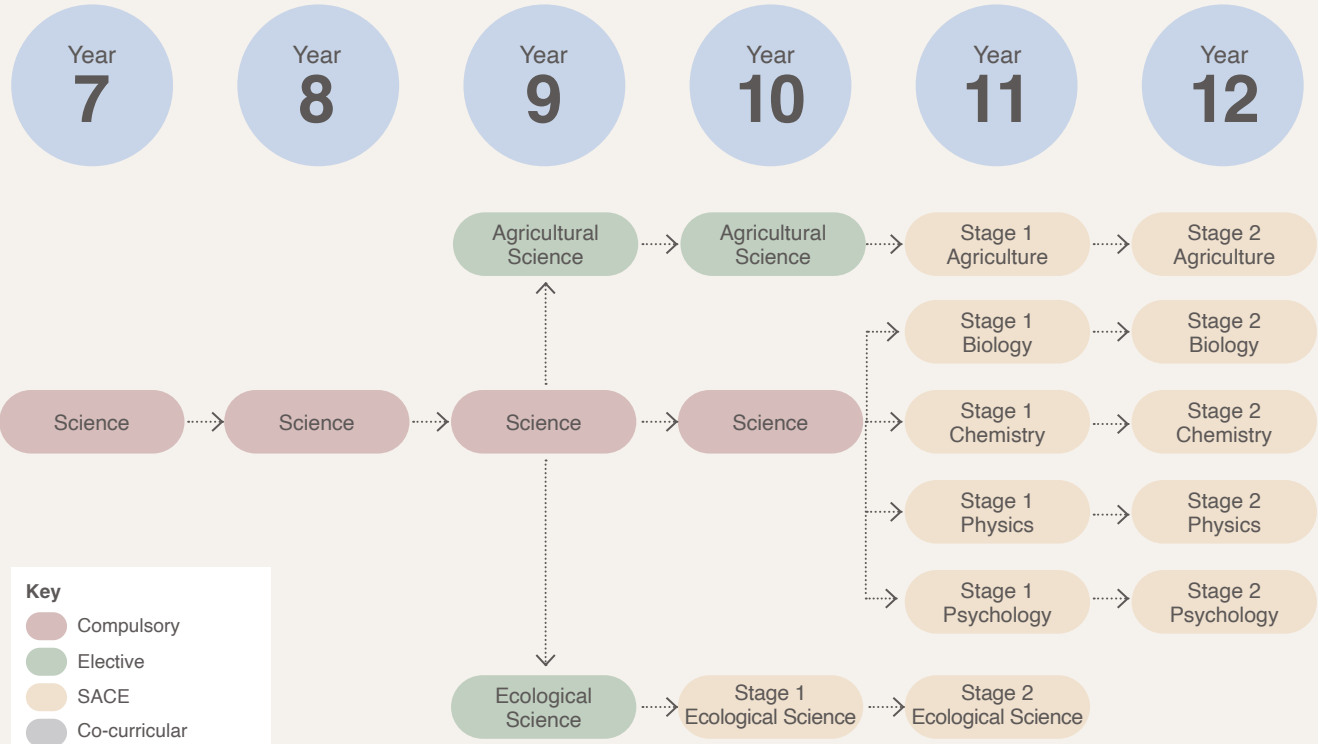 Year
7
Year
8
Year
9
Year
10
Year
11
Year
12
Agricultural
Science
Agricultural
Science
Stage 1
Agriculture
Stage 2
Agriculture
Stage 1
Biology
Stage 2
Biology
Science
Science
Science
Science
Stage 1
Chemistry
Stage 2
Chemistry
Stage 1
Physics
Stage 2
Physics
Stage 1
Psychology
Stage 2
Psychology
Ecological
Science
Stage 1
Ecological Science
Stage 2
Ecological Science
Key
Compulsory
Elective
SACE
Co-curricular